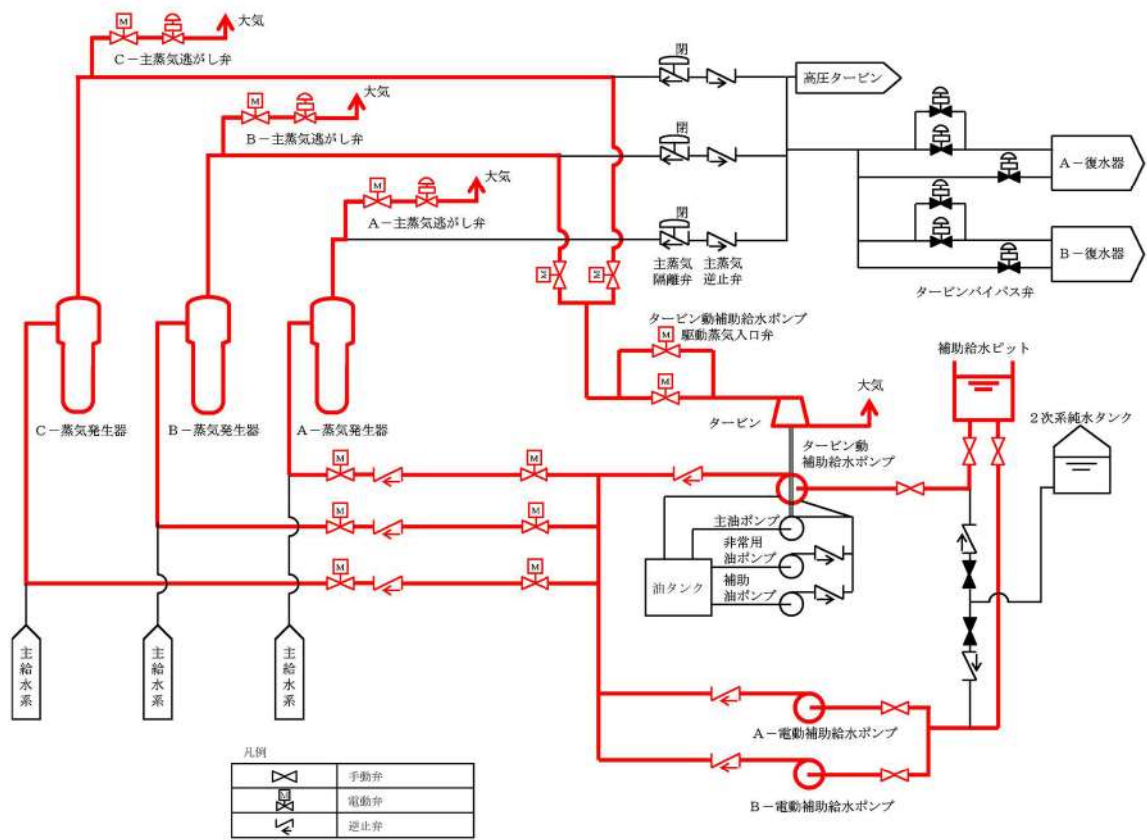 M
大気
C－主蒸気逃がし弁
M
大気
B－主蒸気逃がし弁
M
大気
A－主蒸気逃がし弁
閉
閉
閉
主蒸気
隔離弁
主蒸気
逆止弁
高圧タービン
A－復水器
B－復水器
タービンバイパス弁
M
M
タービン動補助給水ポンプ
駆動蒸気入口弁
M
M
タービン
大気
補助給水ピット
2次系純水タンク
C－蒸気発生器
B－蒸気発生器
A－蒸気発生器
タービン動
補助給水ポンプ
M
M
M
M
M
M
主油ポンプ
非常用
油ポンプ
補助
油ポンプ
油タンク
主給水系
主給水系
主給水系
A－電動補助給水ポンプ
B－電動補助給水ポンプ
凡例
手動弁
M
電動弁
逆止弁